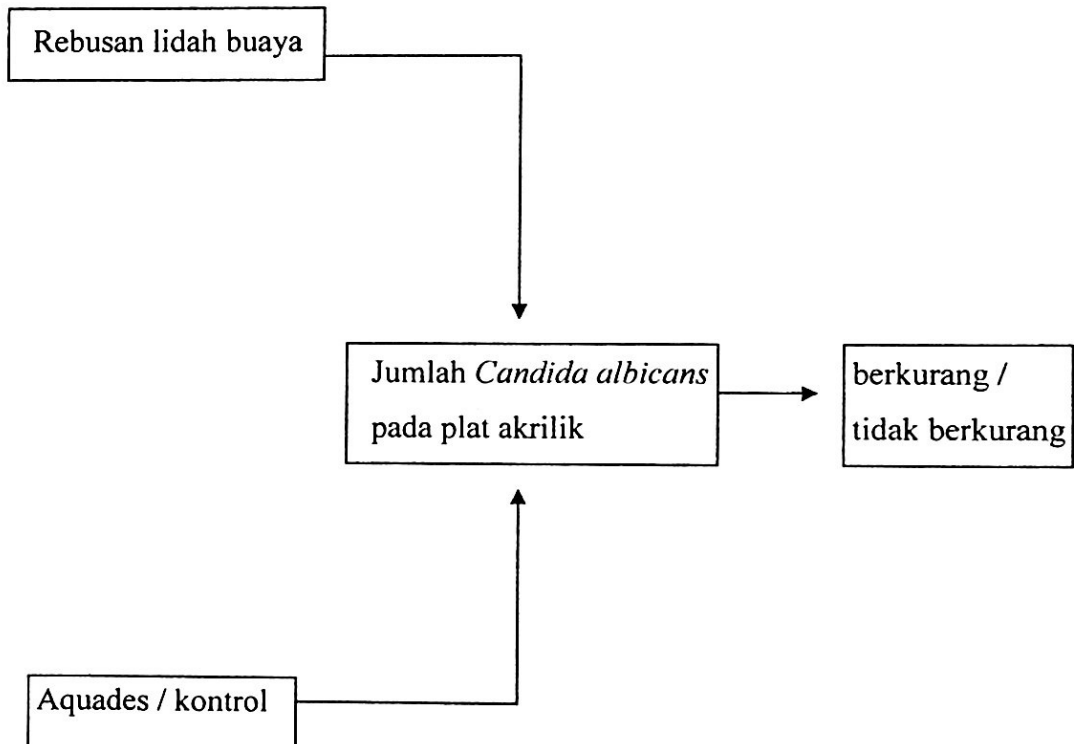 Rebusan lidah buaya
Jumlah Candida albicans
pada plat akrilik
berkurang /
tidak berkurang
Aquades / kontrol